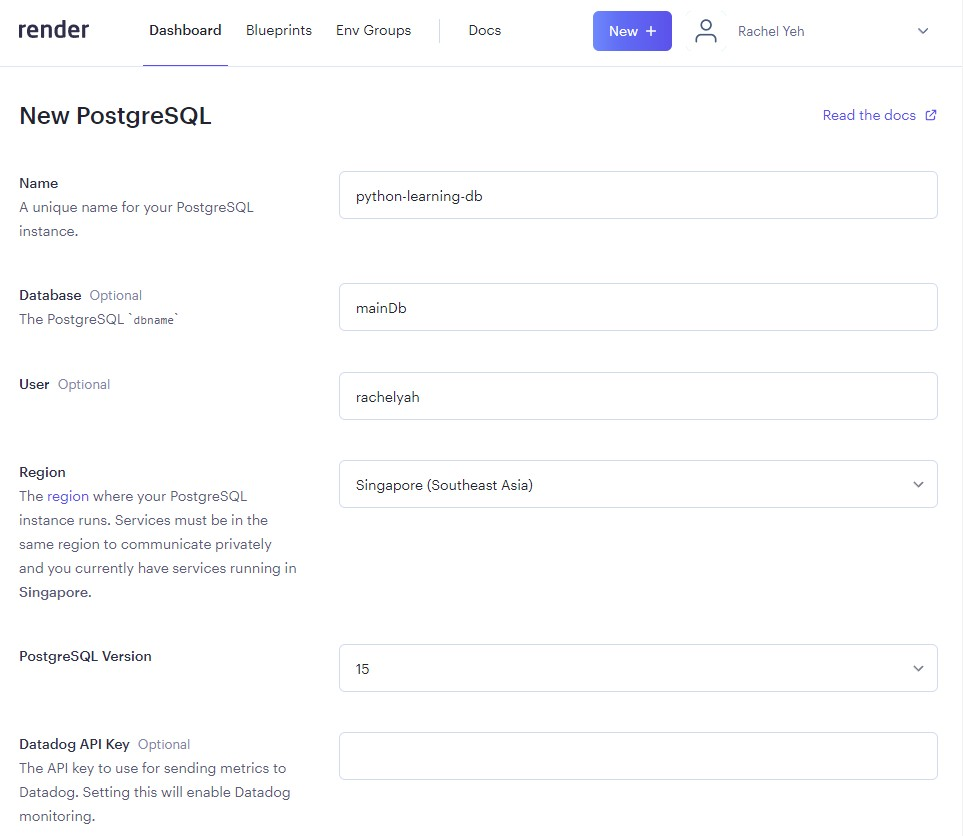 render
Dashboard
Blueprints
Env Groups
Docs
New +
Rachel Yeh
New PostgreSQL
Read the docs
Name
A unique name for your PostgreSQL
instance.
python-learning-db
Database Optional
The PostgreSQL `dbname`
mainDb
User Optional
rachelyah
Region
The region where your PostgreSQL
instance runs. Services must be in the
same region to communicate privately
and you currently have services running in
Singapore.
Singapore (Southeast Asia)
PostgreSQL Version
15
Datadog API Key Optional
The API key to use for sending metrics to
Datadog. Setting this will enable Datadog
monitoring.